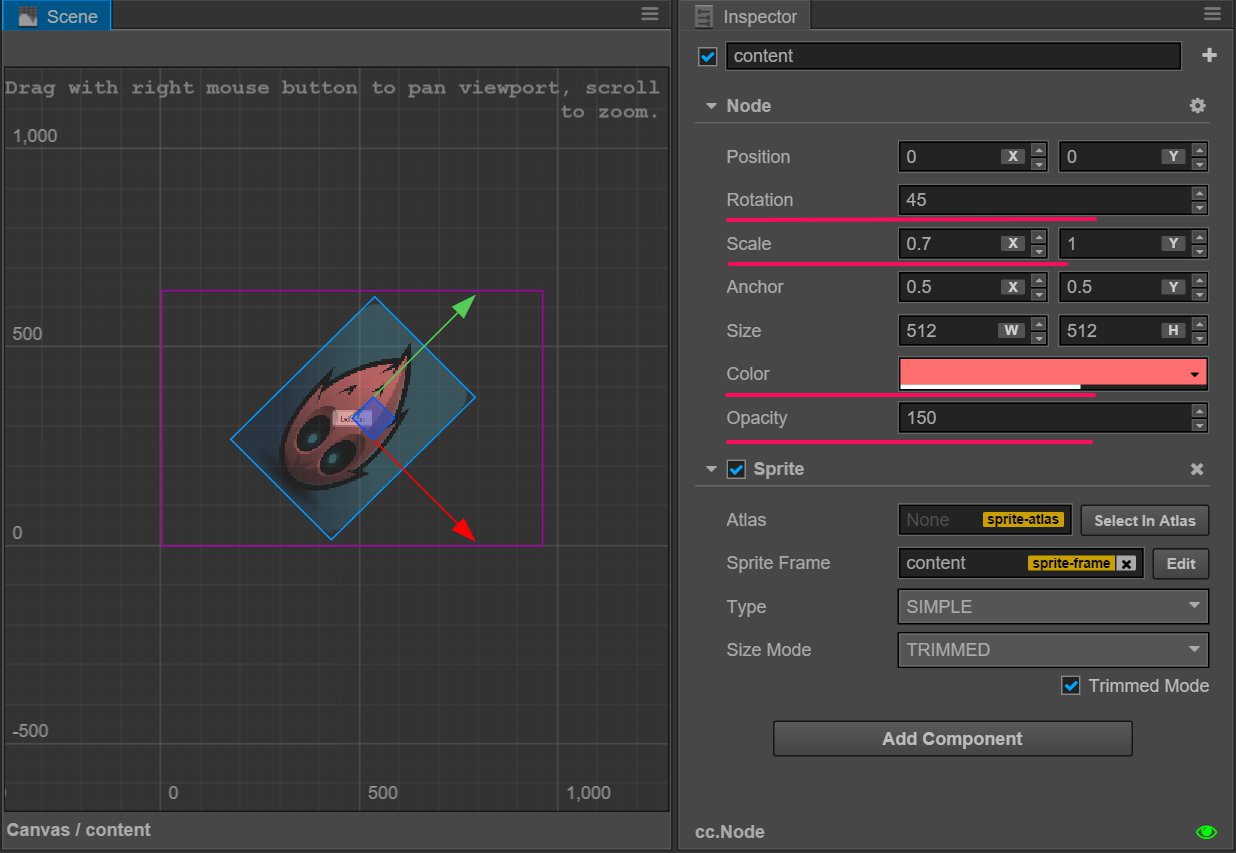 Scene
Drag with right mouse button to pan viewport, scroll
to zoom.
1,000
500
0
-500
0
500
1,000
Canvas / content
Inspector
content
Node
Position 0 X 0 Y
Rotation 45
Scale 0.7 X 1 Y
Anchor 0.5 X 0.5 Y
Size 512 W 512 H
Color
Opacity 150
Sprite
Atlas None sprite-atlas Select In Atlas
Sprite Frame content sprite-frame Edit
Type SIMPLE
Size Mode TRIMMED
Trimmed Mode
Add Component
cc.Node